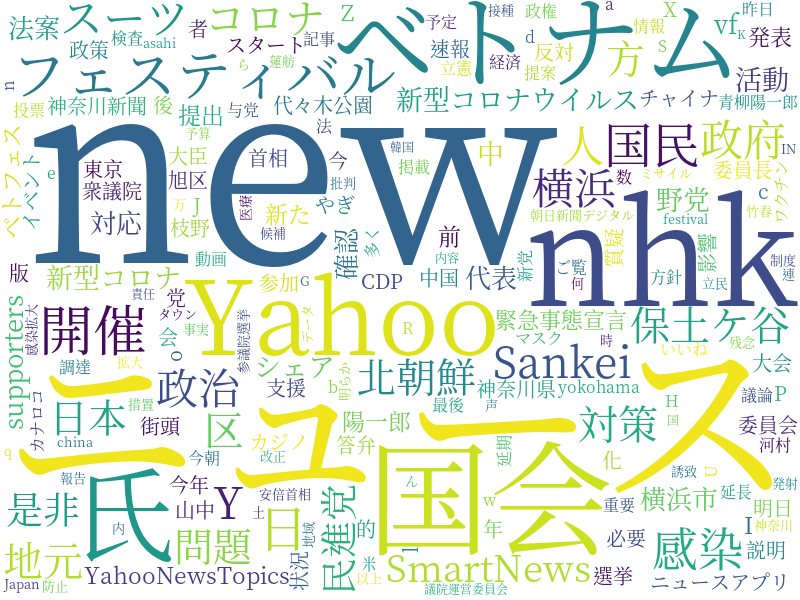 法案
スーツ
コロナ
Z
ベトナム
予定
接種
政権
a
昨日
K
X
S
vf
発表
政策
検査
asahi
者
スタート
記事
速報
d
情報
反対
方
n
フェスティバル
ら
蓮舫
立憲
経済
提案
活動
投票
神奈川新聞
後
与党
代々木公園
新型コロナウイルス
チャイナ
青柳陽一郎
提出
予算
法
new
韓国
人
国民
政府
IN
ベトフェス
イベント
e
東京
大臣
首相
今
批判
掲載
中
横浜
数
ミサイル
委員長
ワクチン
衆議院
旭区
J
万
医療
やぎ
野党
c
朝日新聞デジタル
festival
竹春
対応
枝野
新た
候補
確認
多く
前
nhk
質疑
影響
版
新型コロナ
動画
参加
G
CDP
中国
内容
代表
新党
ご覧
何
方針
立民
制度
連
supporters
感染拡大
開催
責任
ダウン
党
会
事実
参議院選挙
Yahoo
データ
R
緊急事態宣言
マスク
時
保土ケ谷
いいね
残念
カナロコ
調達
拡大
o
シェア
明らか
b
北朝鮮
Sankei
神奈川県
yokohama
大会
ニュース
政治
支援
最後
声
対策
H
国
議論
P
日本
china
措置
街頭
区
カジノ
陽一郎
答弁
国会
延期
化
委員会
河村
q
報告
今朝
改正
氏
是非
今年
山中
Y
安倍首相
土
日
民進党
的
ん
w
年
重要
横浜市
誘致
U
延長
発射
明日
神奈川
I
地元
内
問題
地域
状況
米
l
必要
感染
説明
Japan
防止
YahooNewsTopics
以上
SmartNews
議院運営委員会
選挙
ニュースアプリ